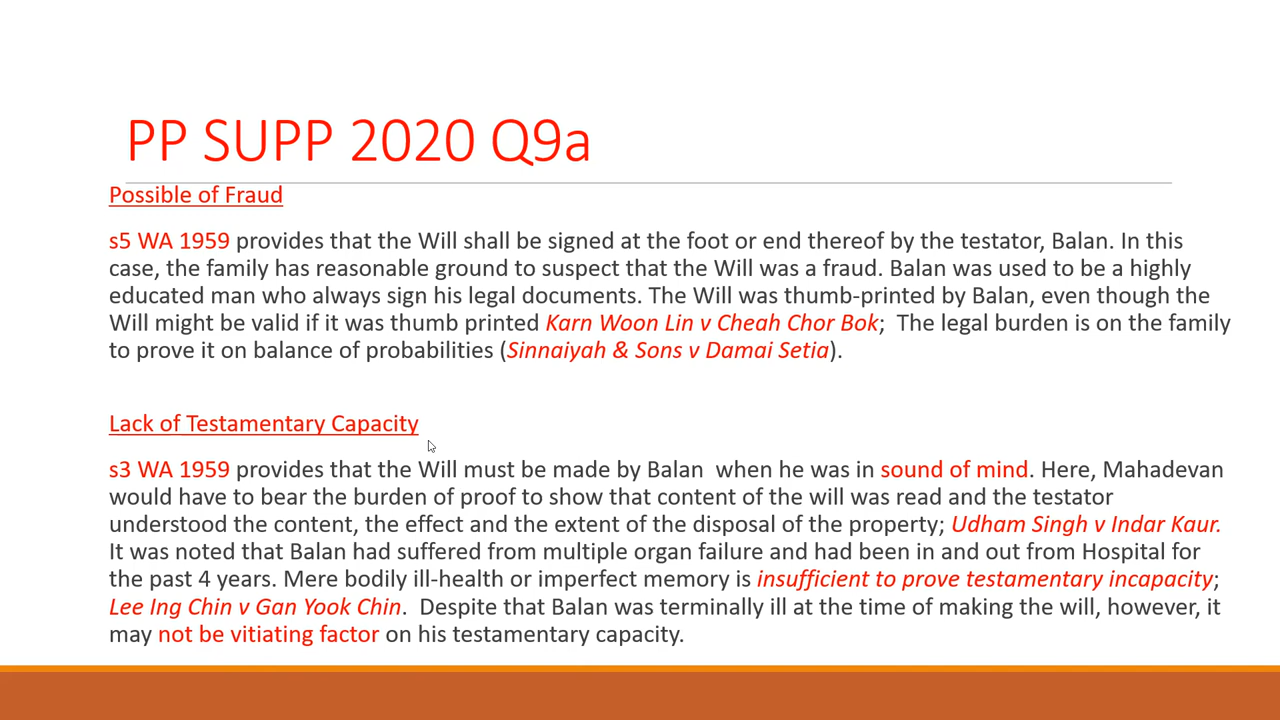 PP SUPP 2020 Q9a
Possible of Fraud
s5 WA 1959 provides that the Will shall be signed at the foot or end thereof by the testator, Balan. In this
case, the family has reasonable ground to suspect that the Will was a fraud. Balan was used to be a highly
educated man who always sign his legal documents. The Will was thumb-printed by Balan, even though the
Will might be valid if it was thumb printed Karn Woon Lin v Cheah Chor Bok;  The legal burden is on the family
to prove it on balance of probabilities (Sinnaiyah & Sons v Damai Setia).
Lack of Testamentary Capacity
s3 WA 1959 provides that the Will must be made by Balan  when he was in sound of mind. Here, Mahadevan
would have to bear the burden of proof to show that content of the will was read and the testator
understood the content, the effect and the extent of the disposal of the property; Udham Singh v Indar Kaur.
It was noted that Balan had suffered from multiple organ failure and had been in and out from Hospital for
the past 4 years. Mere bodily ill-health or imperfect memory is insufficient to prove testamentary incapacity;
Lee Ing Chin v Gan Yook Chin.  Despite that Balan was terminally ill at the time of making the will, however, it
may not be vitiating factor on his testamentary capacity.